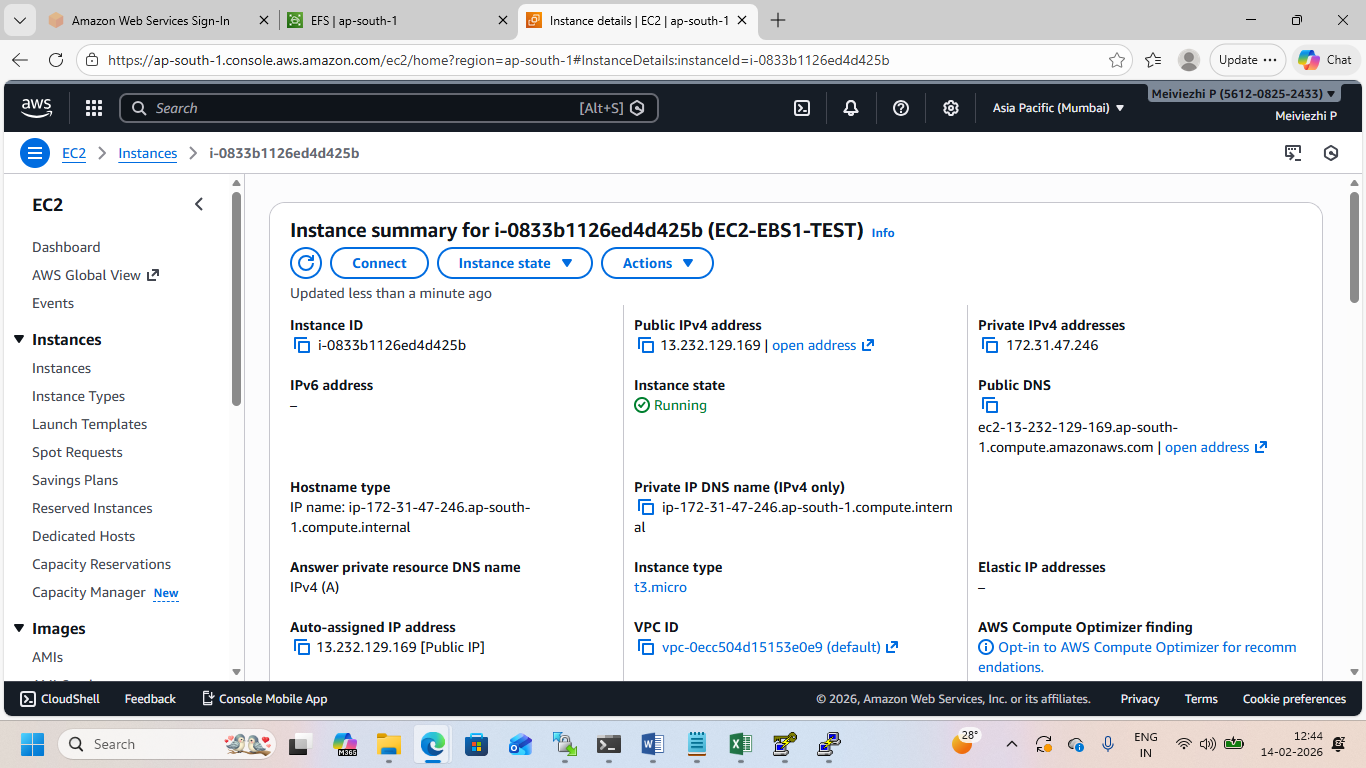 Amazon Web Services Sign-In
EFS | ap-south-1
Instance details | EC2 | ap-south-1
https://ap-south-1.console.aws.amazon.com/ec2/home?region=ap-south-1#InstanceDetails:instanceId=i-0833b1126ed4d425b
Update
Chat
aws
Search
[Alt+S]
Asia Pacific (Mumbai)
Meiviezhi P (5612-0825-2433)
Meiviezhi P
EC2
Instances
i-0833b1126ed4d425b
EC2
Dashboard
AWS Global View
Events
Instances
Instances
Instance Types
Launch Templates
Spot Requests
Savings Plans
Reserved Instances
Dedicated Hosts
Capacity Reservations
Capacity Manager New
Images
AMIs
Instance summary for i-0833b1126ed4d425b (EC2-EBS1-TEST) Info
Connect
Instance state
Actions
Updated less than a minute ago
Instance ID
i-0833b1126ed4d425b
Public IPv4 address
13.232.129.169 | open address
Private IPv4 addresses
172.31.47.246
IPv6 address
–
Instance state
Running
Public DNS
ec2-13-232-129-169.ap-south-
1.compute.amazonaws.com | open address
Hostname type
IP name: ip-172-31-47-246.ap-south-
1.compute.internal
Private IP DNS name (IPv4 only)
ip-172-31-47-246.ap-south-1.compute.intern
al
Answer private resource DNS name
IPv4 (A)
Instance type
t3.micro
Elastic IP addresses
–
Auto-assigned IP address
13.232.129.169 [Public IP]
VPC ID
vpc-0ecc504d15153e0e9 (default)
AWS Compute Optimizer finding
Opt-in to AWS Compute Optimizer for recomm
endations.
CloudShell
Feedback
Console Mobile App
© 2026, Amazon Web Services, Inc. or its affiliates.
Privacy
Terms
Cookie preferences
Search
M365
28°
ENG
IN
12:44
14-02-2026